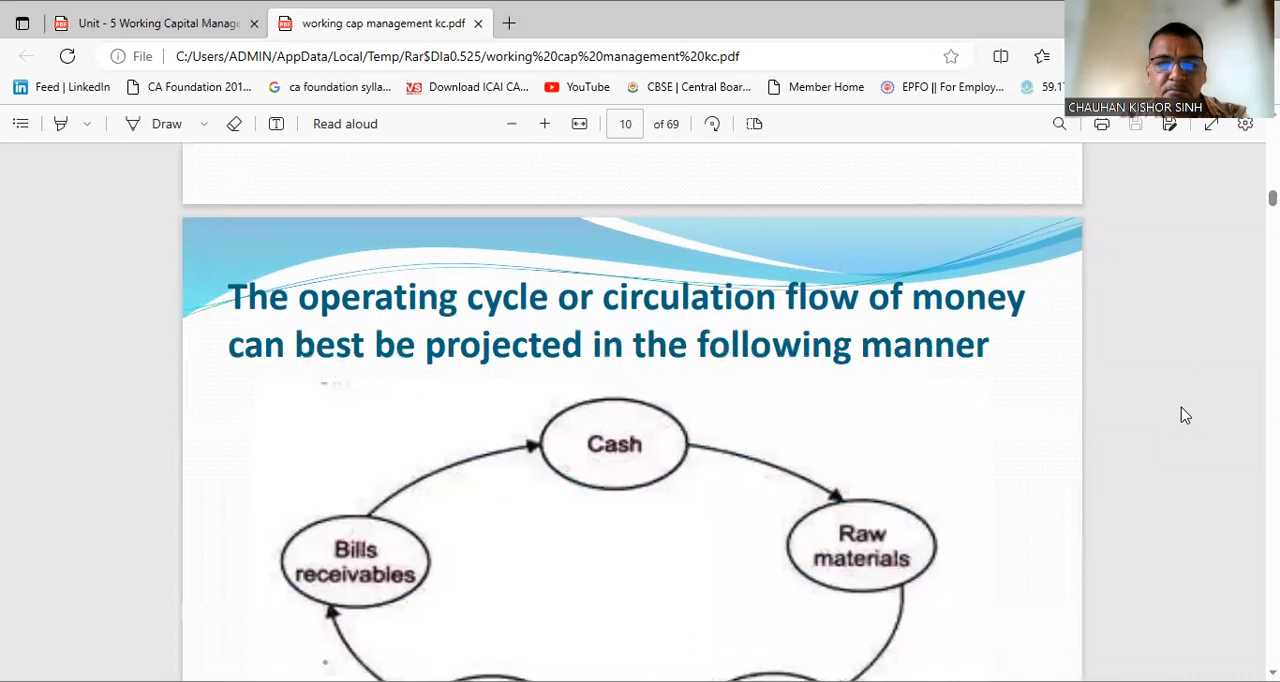 Unit - 5 Working Capital Manage
working cap management kc.pdf
File
C:/Users/ADMIN/AppData/Local/Temp/Rar$DIa0.525/working%20cap%20management%20kc.pdf
Feed | LinkedIn
CA Foundation 201...
ca foundation sylla...
Download ICAI CA...
YouTube
CBSE | Central Boar...
Member Home
EPFO || For Employ...
59.1
CHAUHAN KISHOR SINH
Draw
Read aloud
10
of 69
The operating cycle or circulation flow of money
can best be projected in the following manner
Cash
Raw
materials
Bills
receivables